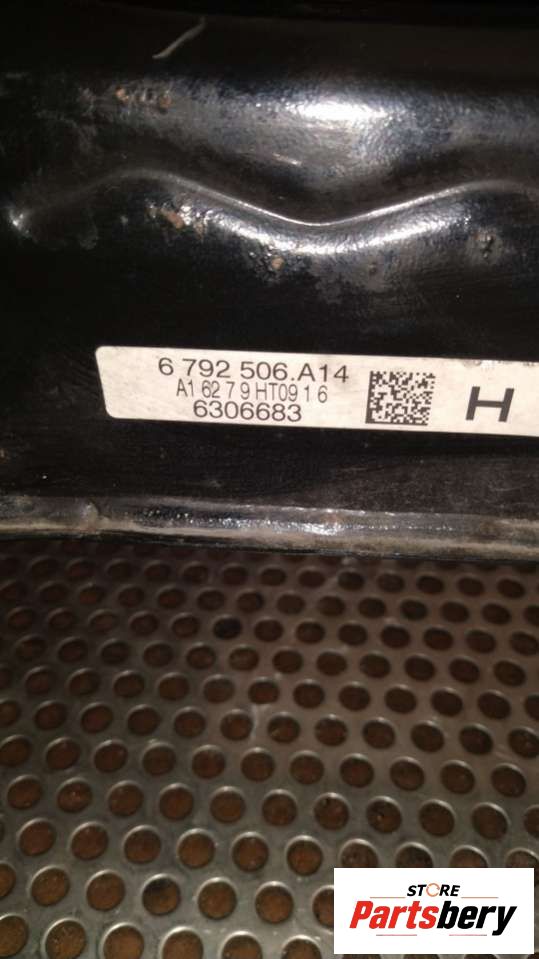 6 792 506.A14
A1 62 7 9 HT09 1 6
6306683
H
STORE
Partsbery